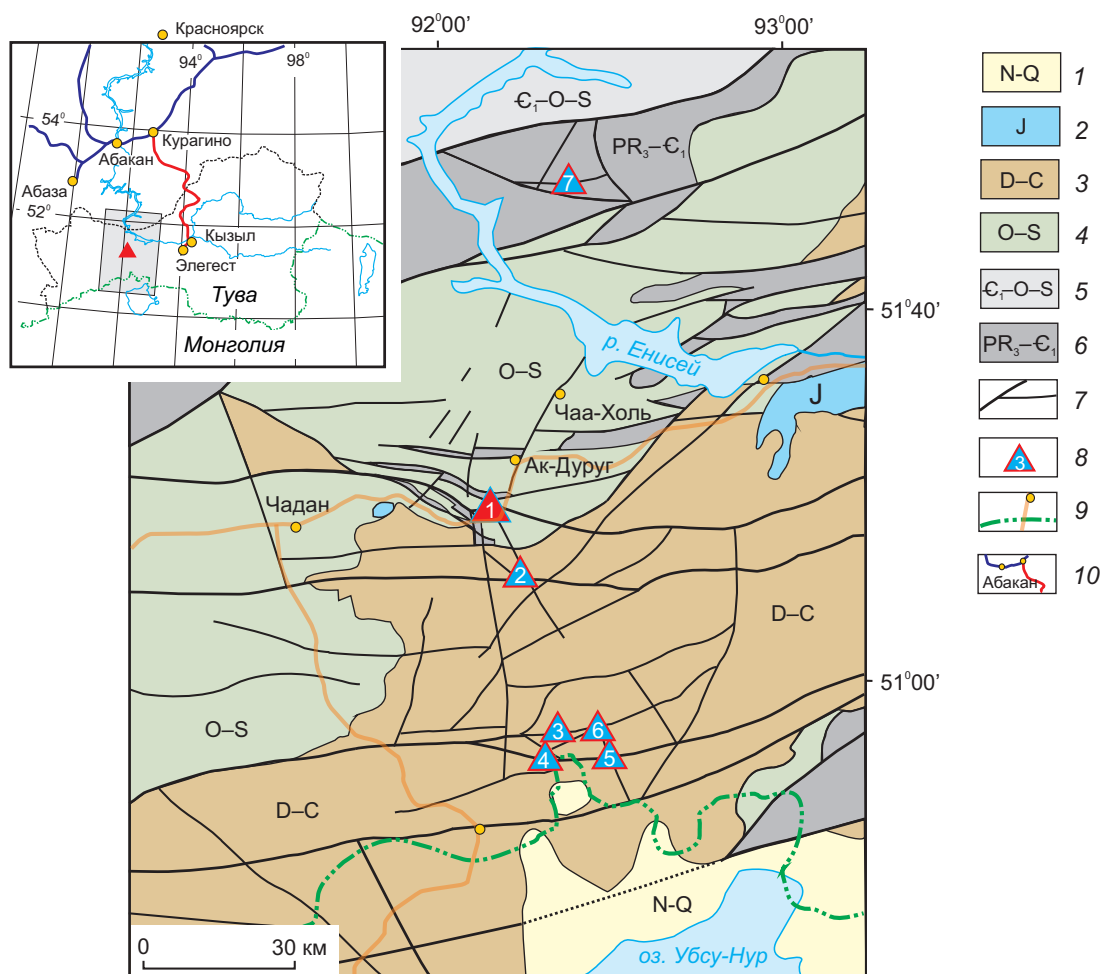 Красноярск
94⁰
98⁰
54⁰
Курагино
Абакан
Абаза
52⁰
Кызыл
Элегест
Тува
Монголия
92⁰00’
93⁰00’
Є₁–O–S
PR₃–Є₁
7
51⁰40’
р. Енисей
O–S
Чаа-Холь
J
Ак-Дуруг
Чадан
1
2
D–C
51⁰00’
O–S
3
6
4
5
D–C
N-Q
оз. Убсу-Нур
0
30 км
N-Q 1
J 2
D–C 3
O–S 4
Є₁–O–S 5
PR₃–Є₁ 6
7
3 8
9
Абакан 10